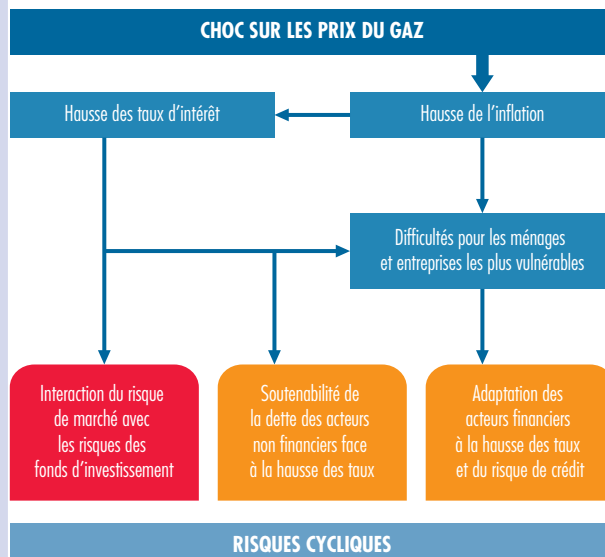 CHOC SUR LES PRIX DU GAZ
Hausse des taux d'intérêt
Hausse de l'inflation
Difficultés pour les ménages
et entreprises les plus vulnérables
Interaction du risque
de marché avec
les risques des
fonds d'investissement
Soutenabilité de
la dette des acteurs
non financiers face
à la hausse des taux
Adaptation des
acteurs financiers
à la hausse des taux
et du risque de crédit
RISQUES CYCLIQUES